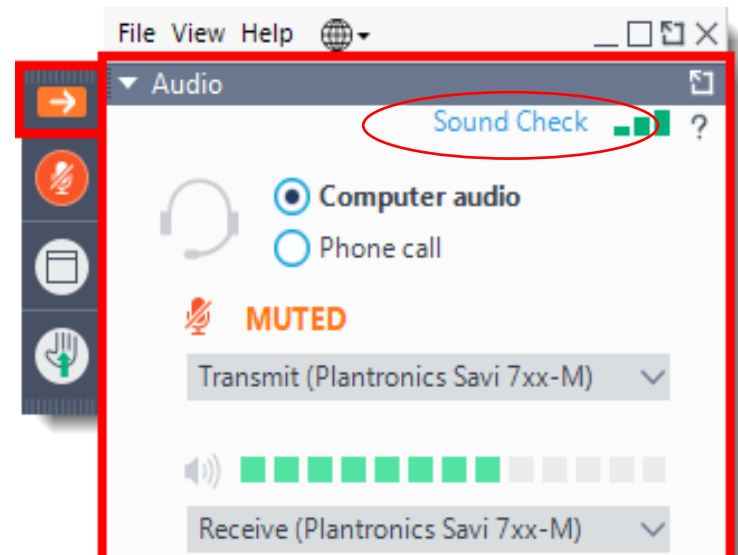 File View Help
Audio
Sound Check ?
Computer audio
Phone call
MUTED
Transmit (Plantronics Savi 7xx-M)
Receive (Plantronics Savi 7xx-M)